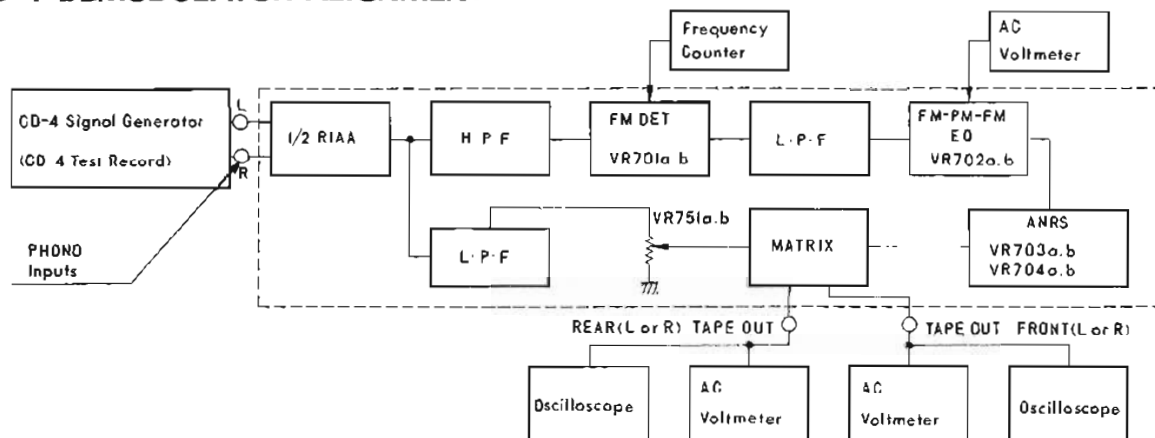 Frequency
Counter
AC
Voltmeter
CD-4 Signal Generator
(CD-4 Test Record)
L
R
1/2 RIAA
H P F
FM DET
VR701a.b
L.P.F
FM-PM-FM
EQ
VR702a.b
PHONO
Inputs
L.P.F
VR751a.b
MATRIX
ANRS
VR703a.b
VR704a.b
REAR(L or R) TAPE OUT
TAPE OUT FRONT(L or R)
Oscilloscope
AC
Voltmeter
AC
Voltmeter
Oscilloscope